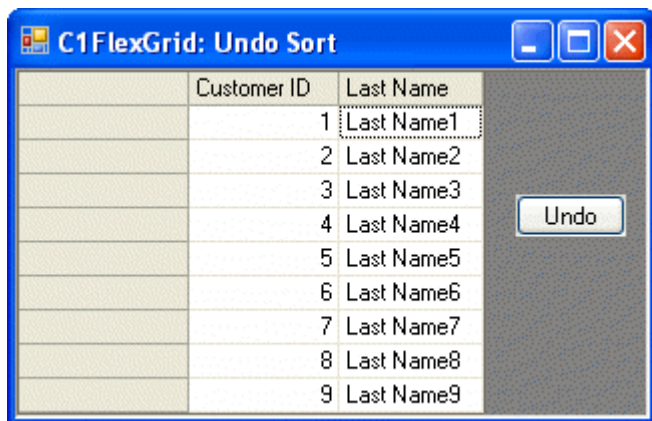 C1FlexGrid: Undo Sort
Customer ID Last Name
1 Last Name1
2 Last Name2
3 Last Name3
4 Last Name4
Undo
5 Last Name5
6 Last Name6
7 Last Name7
8 Last Name8
9 Last Name9